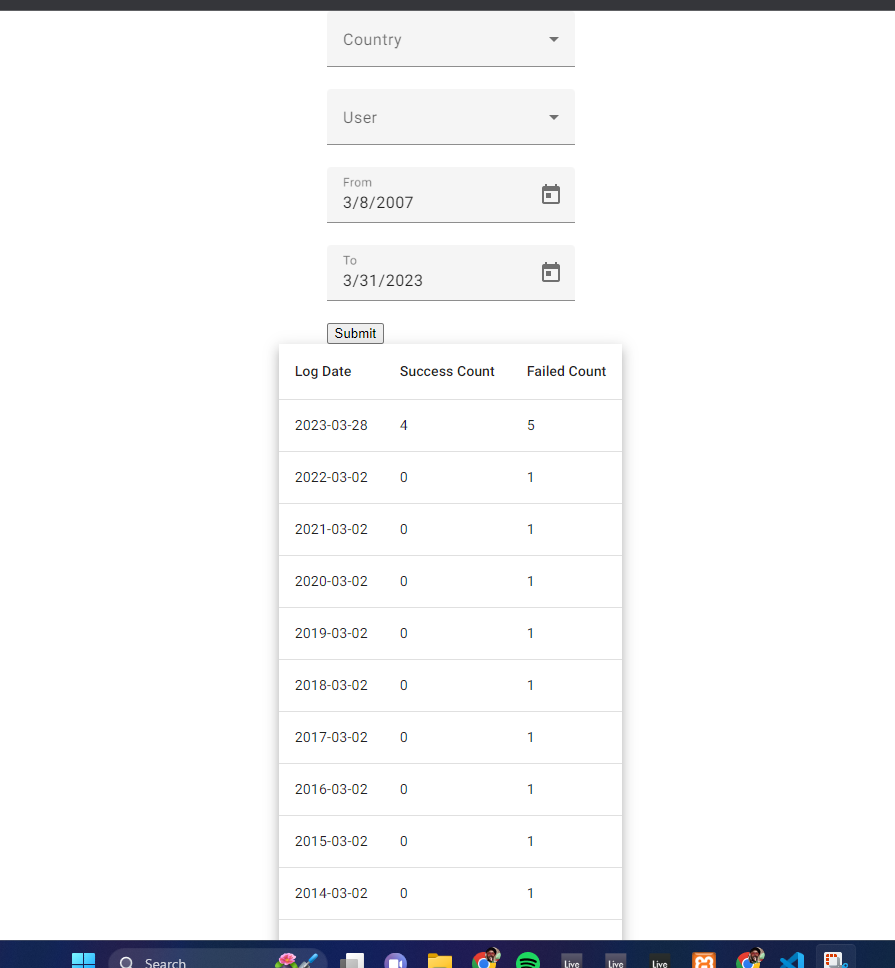 Country
User
From
3/8/2007
To
3/31/2023
Submit
Log Date Success Count Failed Count
2023-03-28 4 5
2022-03-02 0 1
2021-03-02 0 1
2020-03-02 0 1
2019-03-02 0 1
2018-03-02 0 1
2017-03-02 0 1
2016-03-02 0 1
2015-03-02 0 1
2014-03-02 0 1
Search Live Live Live